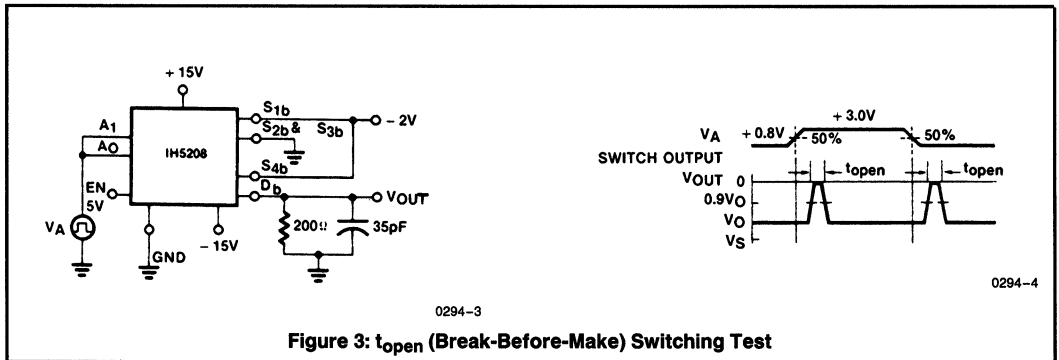 + 15V
A1
A0
IH5208
EN
5V
VA
GND
- 15V
S1b
S2b &
S3b
S4b
Db
- 2V
VOUT
200Ω
35pF
0294-3
VA
+ 0.8V
+ 3.0V
50%
50%
SWITCH OUTPUT
VOUT
0
topen
topen
0.9VO
VO
VS
0294-4
Figure 3: topen (Break-Before-Make) Switching Test